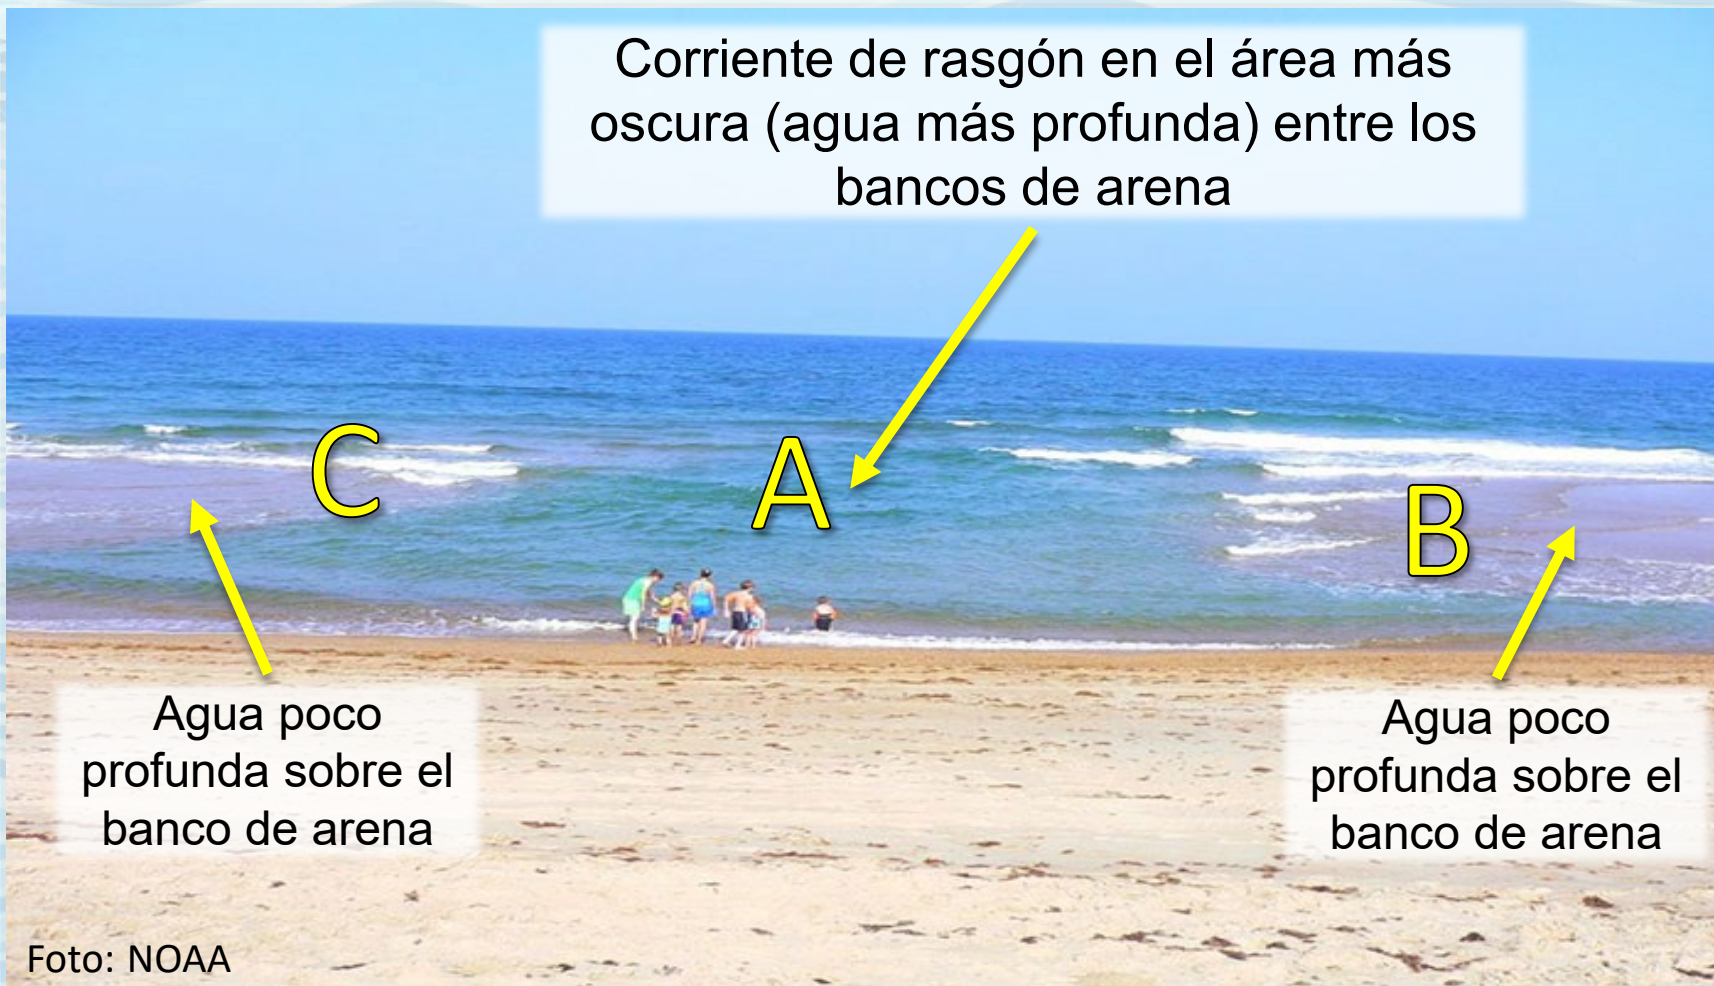 Corriente de rasgón en el área más
oscura (agua más profunda) entre los
bancos de arena
C
A
B
Agua poco
profunda sobre el
banco de arena
Agua poco
profunda sobre el
banco de arena
Foto: NOAA